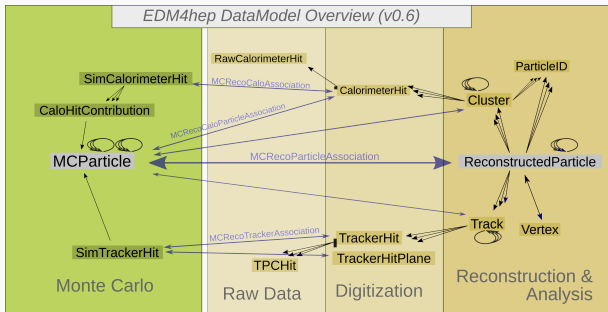 EDM4hep DataModel Overview (v0.6)
RawCalorimeterHit
ParticleID
SimCalorimeterHit
MCRecoCaloAssociation
CalorimeterHit
Cluster
CaloHitContribution
MCRecoCaloParticleAssociation
MCParticle
MCRecoParticleAssociation
ReconstructedParticle
Track
Vertex
MCRecoTrackerAssociation
TrackerHit
SimTrackerHit
TrackerHitPlane
TPCHit
Monte Carlo
Raw Data
Digitization
Reconstruction &
Analysis